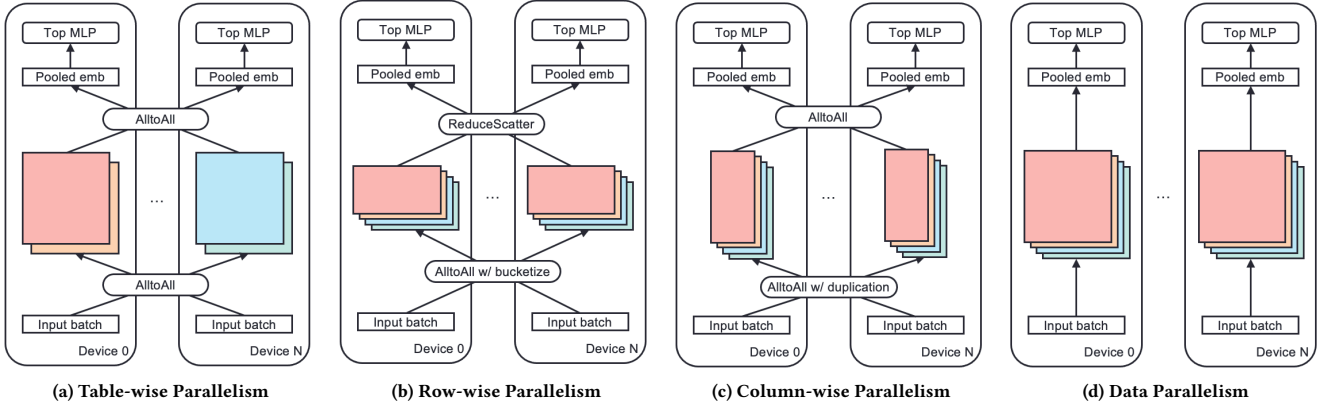 Top MLP
Top MLP
Pooled emb
Pooled emb
AlltoAll
...
AlltoAll
Input batch
Input batch
Device 0
Device N
(a) Table-wise Parallelism
Top MLP
Top MLP
Pooled emb
Pooled emb
ReduceScatter
...
AlltoAll w/ bucketize
Input batch
Input batch
Device 0
Device N
(b) Row-wise Parallelism
Top MLP
Top MLP
Pooled emb
Pooled emb
AlltoAll
...
AlltoAll w/ duplication
Input batch
Input batch
Device 0
Device N
(c) Column-wise Parallelism
Top MLP
Top MLP
Pooled emb
Pooled emb
...
Input batch
Input batch
Device 0
Device N
(d) Data Parallelism